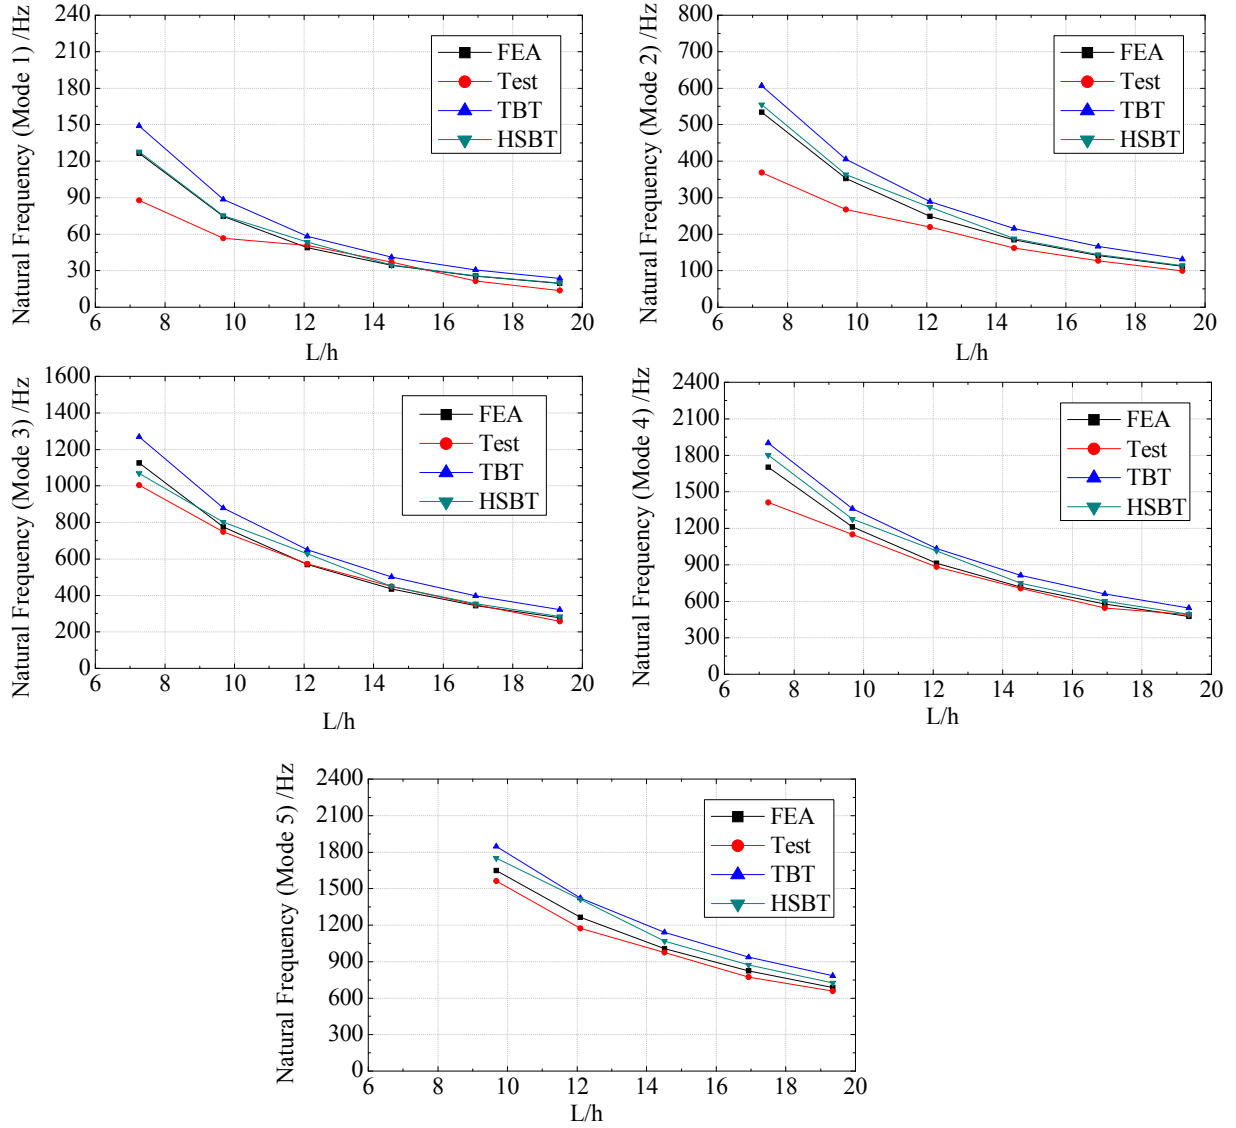 Natural Frequency (Mode 1) /Hz
240
210
180
150
120
90
60
30
0
6 8 10 12 14 16 18 20
L/h
FEA
Test
TBT
HSBT
Natural Frequency (Mode 2) /Hz
800
700
600
500
400
300
200
100
0
6 8 10 12 14 16 18 20
L/h
FEA
Test
TBT
HSBT
Natural Frequency (Mode 3) /Hz
1600
1400
1200
1000
800
600
400
200
0
6 8 10 12 14 16 18 20
L/h
FEA
Test
TBT
HSBT
Natural Frequency (Mode 4) /Hz
2400
2100
1800
1500
1200
900
600
300
0
6 8 10 12 14 16 18 20
L/h
FEA
Test
TBT
HSBT
Natural Frequency (Mode 5) /Hz
2400
2100
1800
1500
1200
900
600
300
0
6 8 10 12 14 16 18 20
L/h
FEA
Test
TBT
HSBT